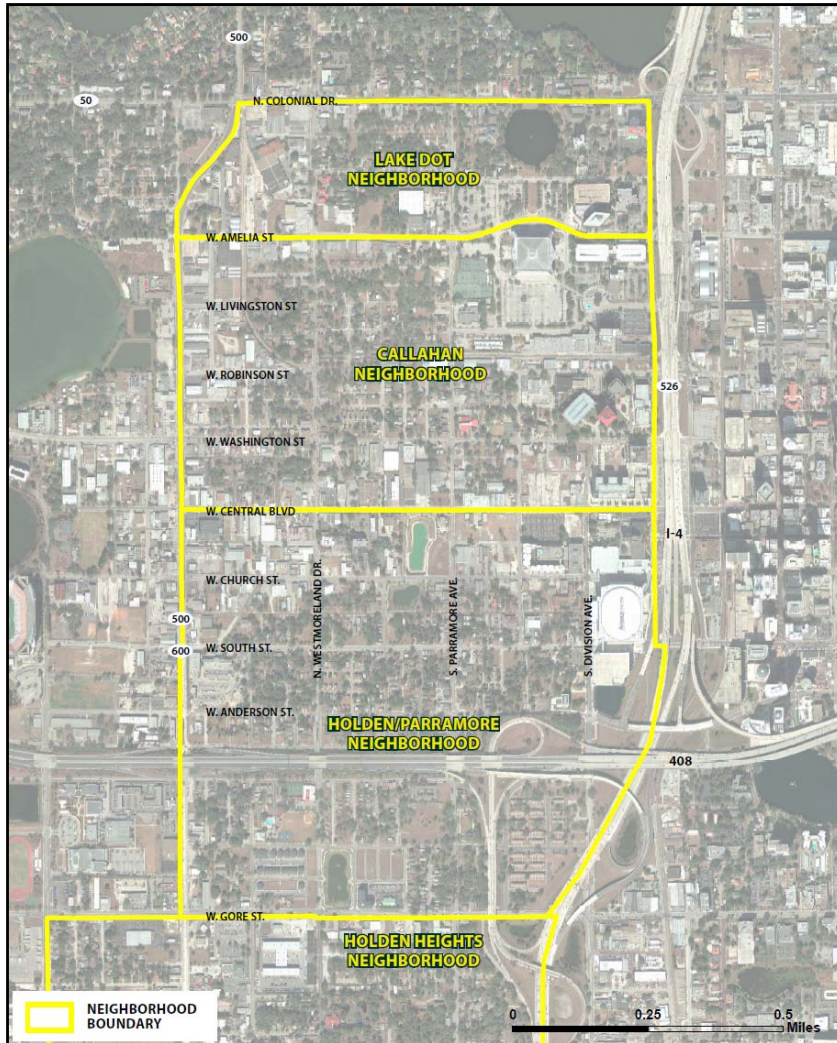 500
50
N. COLONIAL DR.
LAKE DOT
NEIGHBORHOOD
W. AMELIA ST
W. LIVINGSTON ST
CALLAHAN
NEIGHBORHOOD
W. ROBINSON ST
526
W. WASHINGTON ST
W. CENTRAL BLVD
I-4
W. CHURCH ST.
N. WESTMORELAND DR.
S. PARRAMORE AVE.
S. DIVISION AVE.
500
600
W. SOUTH ST.
W. ANDERSON ST.
HOLDEN/PARRAMORE
NEIGHBORHOOD
408
W. GORE ST.
HOLDEN HEIGHTS
NEIGHBORHOOD
NEIGHBORHOOD
BOUNDARY
0 0.25 0.5
Miles